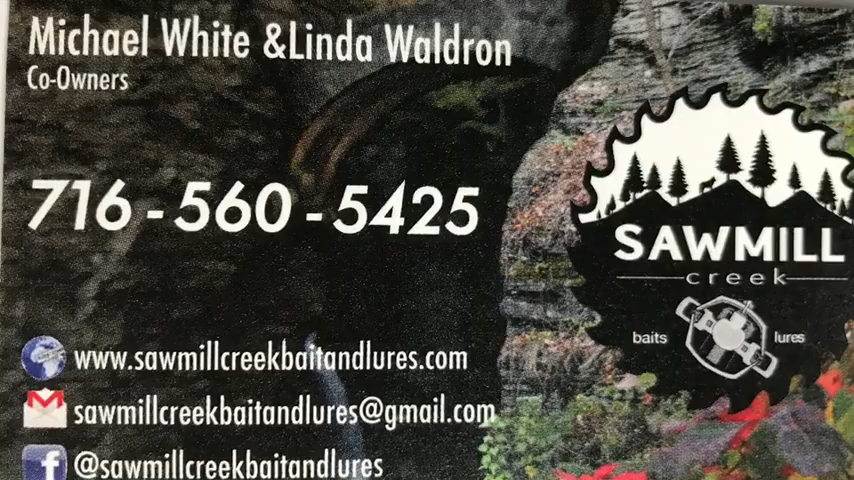 Michael White &Linda Waldron
Co-Owners
716-560-5425
www.sawmillcreekbaitandlures.com
sawmillcreekbaitandlures@gmail.com
@sawmillcreekbaitandlures
SAWMILL
creek
baits lures